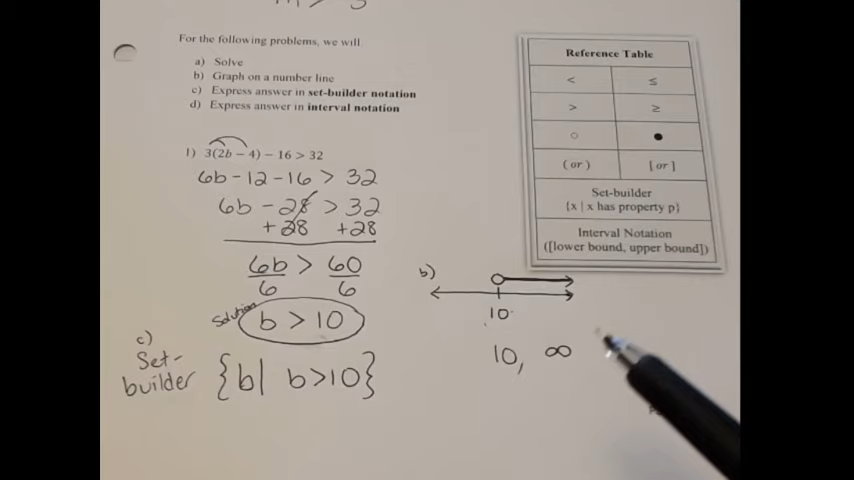 For the following problems, we will
a) Solve
b) Graph on a number line
c) Express answer in set-builder notation
d) Express answer in interval notation
1) 3(2b – 4) – 16 > 32
6b - 12 - 16 > 32
6b - 28 > 32
+28 +28
6b > 60
6 6
Solution b > 10
c)
Set-
builder {b| b>10}
b)
10
10, ∞
Reference Table
< ≤
> ≥
○ ●
( or ) [ or ]
Set-builder
{x | x has property p}
Interval Notation
([lower bound, upper bound])